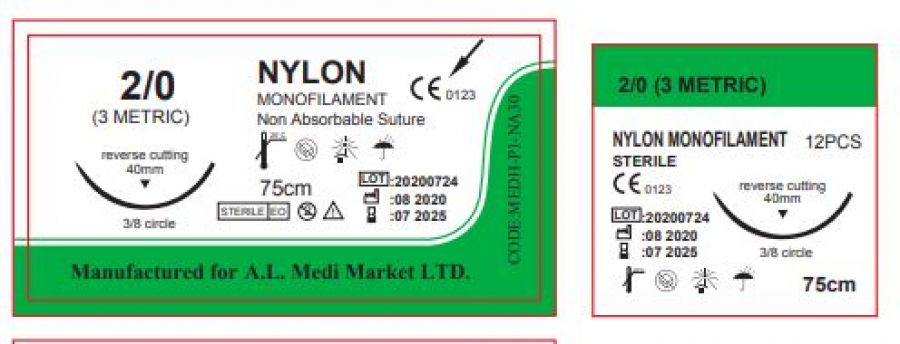 2/0
(3 METRIC)
reverse cutting
40mm
3/8 circle
NYLON
MONOFILAMENT
Non Absorbable Suture
CE 0123
75cm
STERILE EO
LOT :20200724
:08 2020
:07 2025
CODE:MEDH-P1-NA30
Manufactured for A.L. Medi Market LTD.
2/0 (3 METRIC)
NYLON MONOFILAMENT 12PCS
STERILE
CE 0123
LOT :20200724
:08 2020
:07 2025
reverse cutting
40mm
3/8 circle
75cm